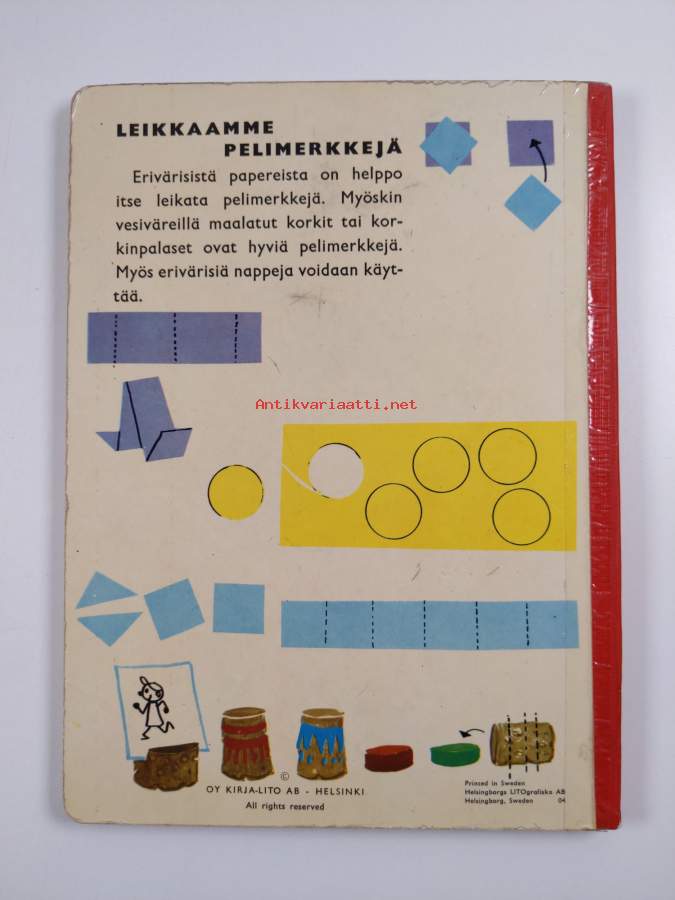 LEIKKAAMME
PELIMERKKEJÄ
Erivärisistä papereista on helppo
itse leikata pelimerkkejä. Myöskin
vesiväreillä maalatut korkit tai kor-
kinpalaset ovat hyviä pelimerkkejä.
Myös erivärisiä nappeja voidaan käyt-
tää.
Antikvariaatti.net
©
OY KIRJA-LITO AB - HELSINKI
All rights reserved
Printed in Sweden
Helsingborgs LITOgrafiska AB
Helsingborg, Sweden 04